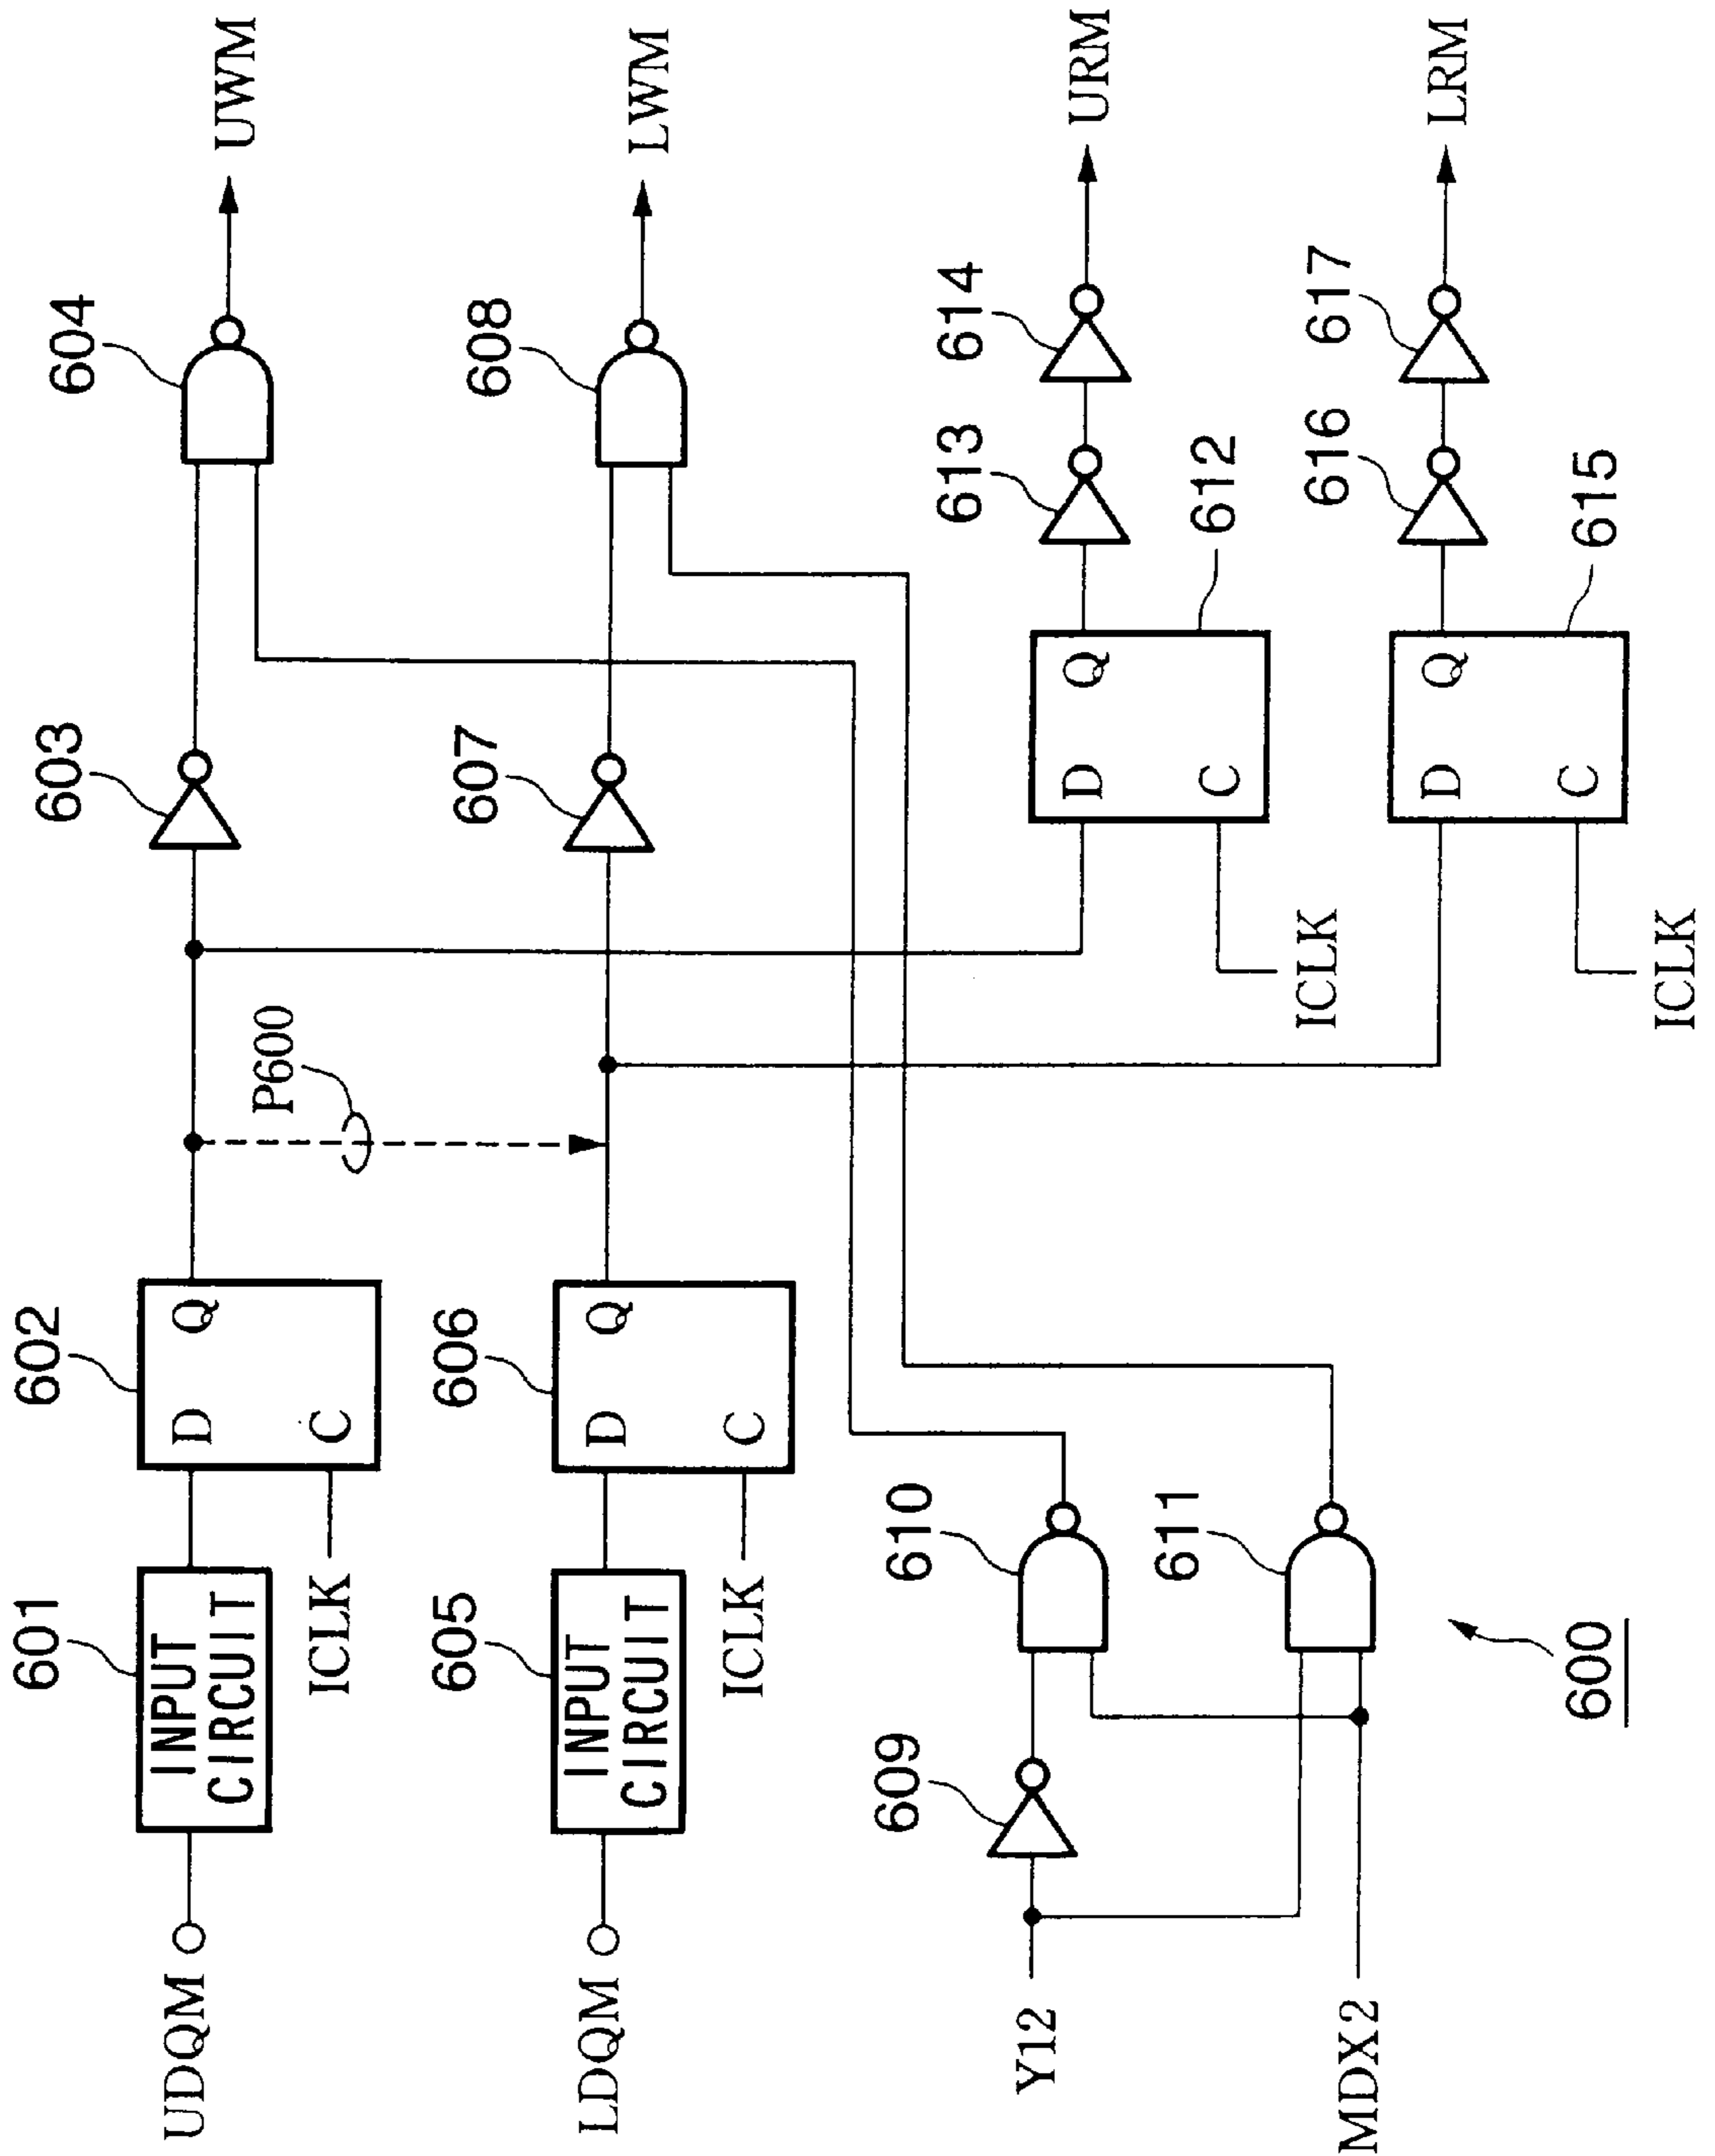 UDQM
601
INPUT
CIRCUIT
ICLK
602
D
Q
C
P600
603
604
UWM
LDQM
605
INPUT
CIRCUIT
ICLK
606
D
Q
C
607
608
LWM
Y12
609
610
MDX2
611
600
D
Q
C
ICLK
612
613
614
URM
D
Q
C
ICLK
615
616
617
LRM